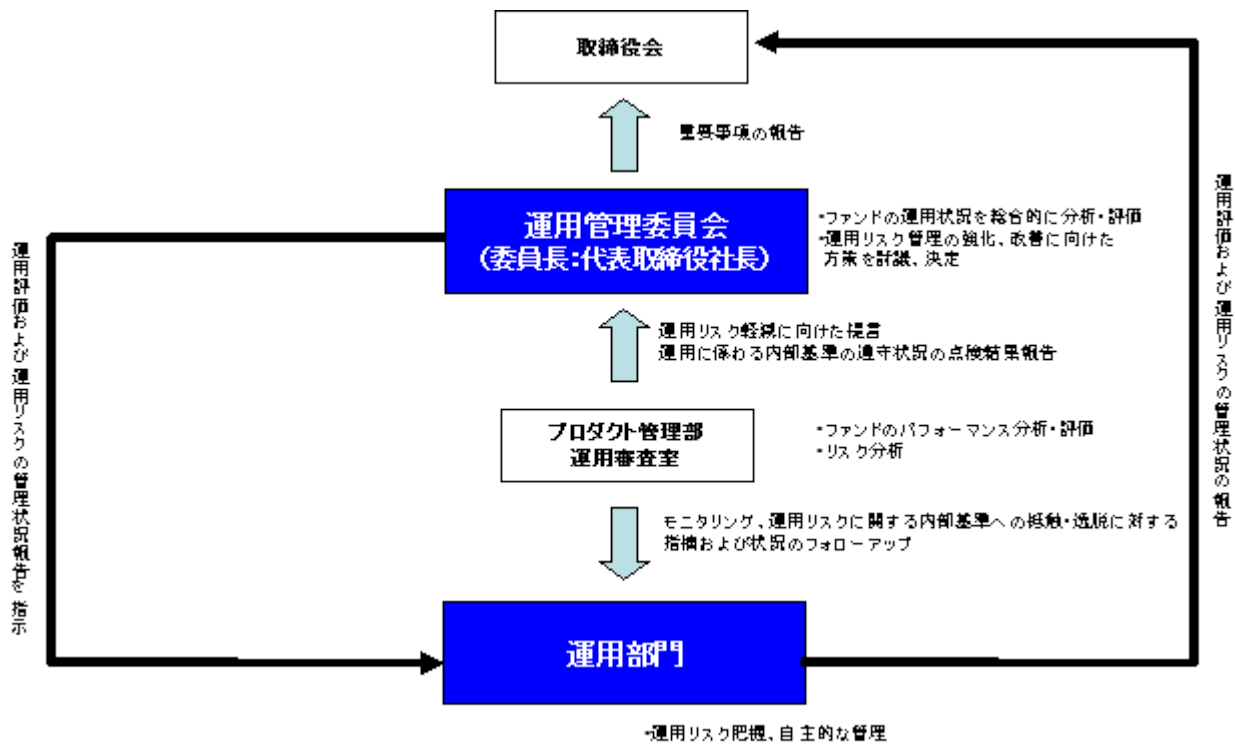 取締役会
重要事項の報告
運用管理委員会
(委員長:代表取締役社長)
・ファンドの運用状況を総合的に分析・評価
・運用リスク管理の強化、改善に向けた
方策を討議、決定
運用リスク軽減に向けた提言
運用に係わる内部基準の遵守状況の点検結果報告
プロダクト管理部
運用審査室
・ファンドのパフォーマンス分析・評価
・リスク分析
モニタリング、運用リスクに関する内部基準への抵触・逸脱に対する
指摘および状況のフォローアップ
運用部門
・運用リスク把握、自主的な管理
運用評価および運用リスクの管理状況報告を指示
運用評価および運用リスクの管理状況の報告